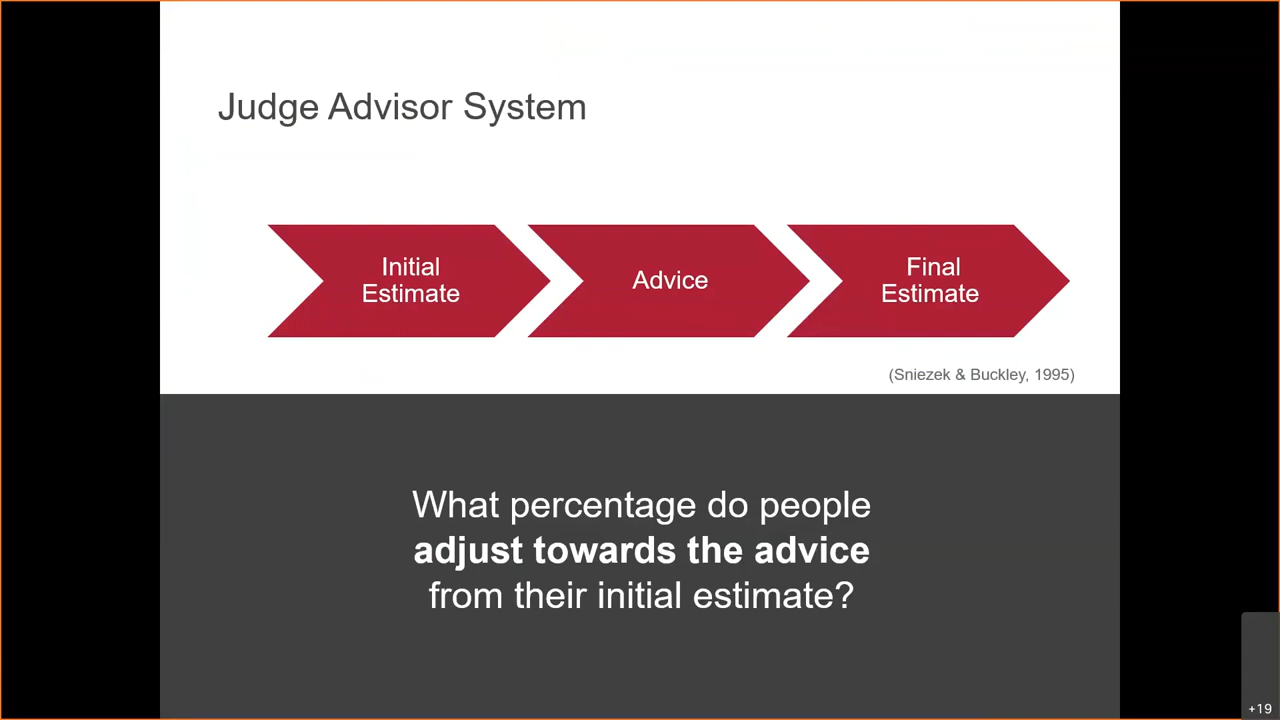 Judge Advisor System
Initial
Estimate
Advice
Final
Estimate
(Sniezek & Buckley, 1995)
What percentage do people
adjust towards the advice
from their initial estimate?
+19